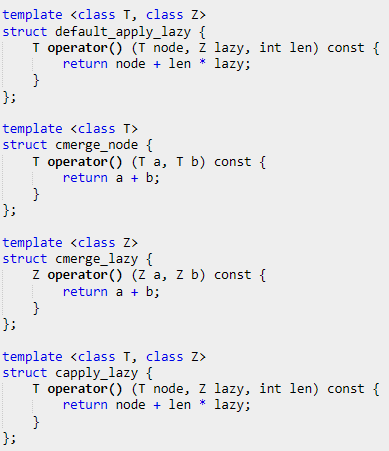 template <class T, class Z>
struct default_apply_lazy {
    T operator() (T node, Z lazy, int len) const {
        return node + len * lazy;
    }
};

template <class T>
struct cmerge_node {
    T operator() (T a, T b) const {
        return a + b;
    }
};

template <class Z>
struct cmerge_lazy {
    Z operator() (Z a, Z b) const {
        return a + b;
    }
};

template <class T, class Z>
struct capply_lazy {
    T operator() (T node, Z lazy, int len) const {
        return node + len * lazy;
    }
};